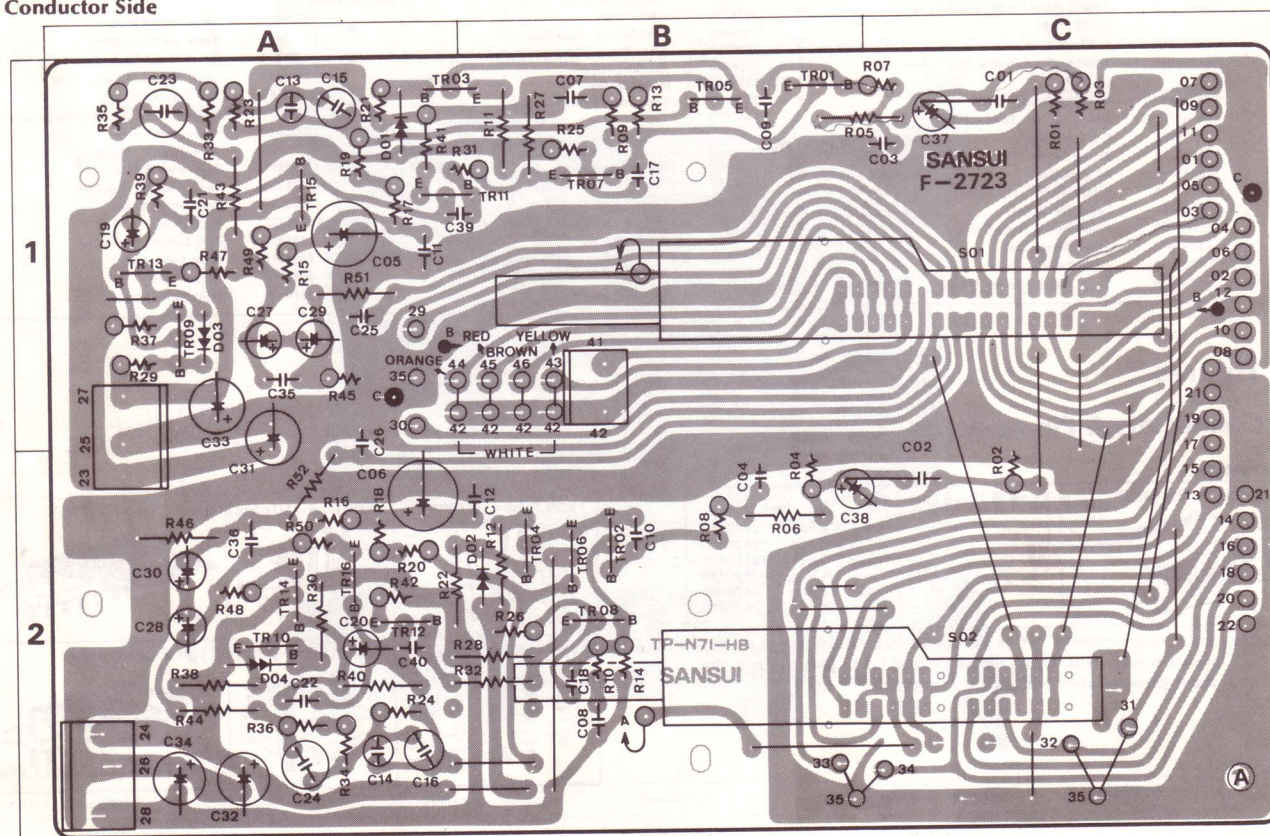 Conductor Side
A B C
C23 C13 C15 TR03 C07 TR05 TR01 R07 C01 07
R35 R33 R23 R21 B E R27 R13 B E E B R03 09
D01 R41 R11 R25 R09 C09 R05 C37 R01 11
R19 R31 C03 SANSUI 01
R39 R43 B TR15 E B E TR07 B C17 F-2723 05 C
C21 E R17 TR11 C39 03
C19 04
1 R49 R15 C05 C11 S01 06
TR13 R47 A 02
B E R51 12
E C27 C29 C25 29 B
R37 TR09 D03 B RED YELLOW 10
B ORANGE BROWN 41 08
R29 C35 R45 35 44 45 46 43
27 C 21
C33 30 42 42 42 42 42 19
25 C31 C26 WHITE 17
23 R52 C06 C04 R04 C02 R02 15
R16 R18 C12 13 21
R46 C36 R50 R12 E E E R08 R06 C38 14
E E D02 TR04 TR06 TR02 C10 16
C30 R20 B B B
R48 TR14 R30 TR16 R42 R22 18
B B R26 TR08 20
C28 C20 E B E B 22
2 TR10 TR12 R28 TP-N71-HB S02
E B C40
R38 D04 R40 R32 C18 R10 R14 SANSUI
C22 R24
R44 R36 C08 A 31
24 C34 32
26 R34 C14 C16 33 34
C24 A
28 C32 35 35